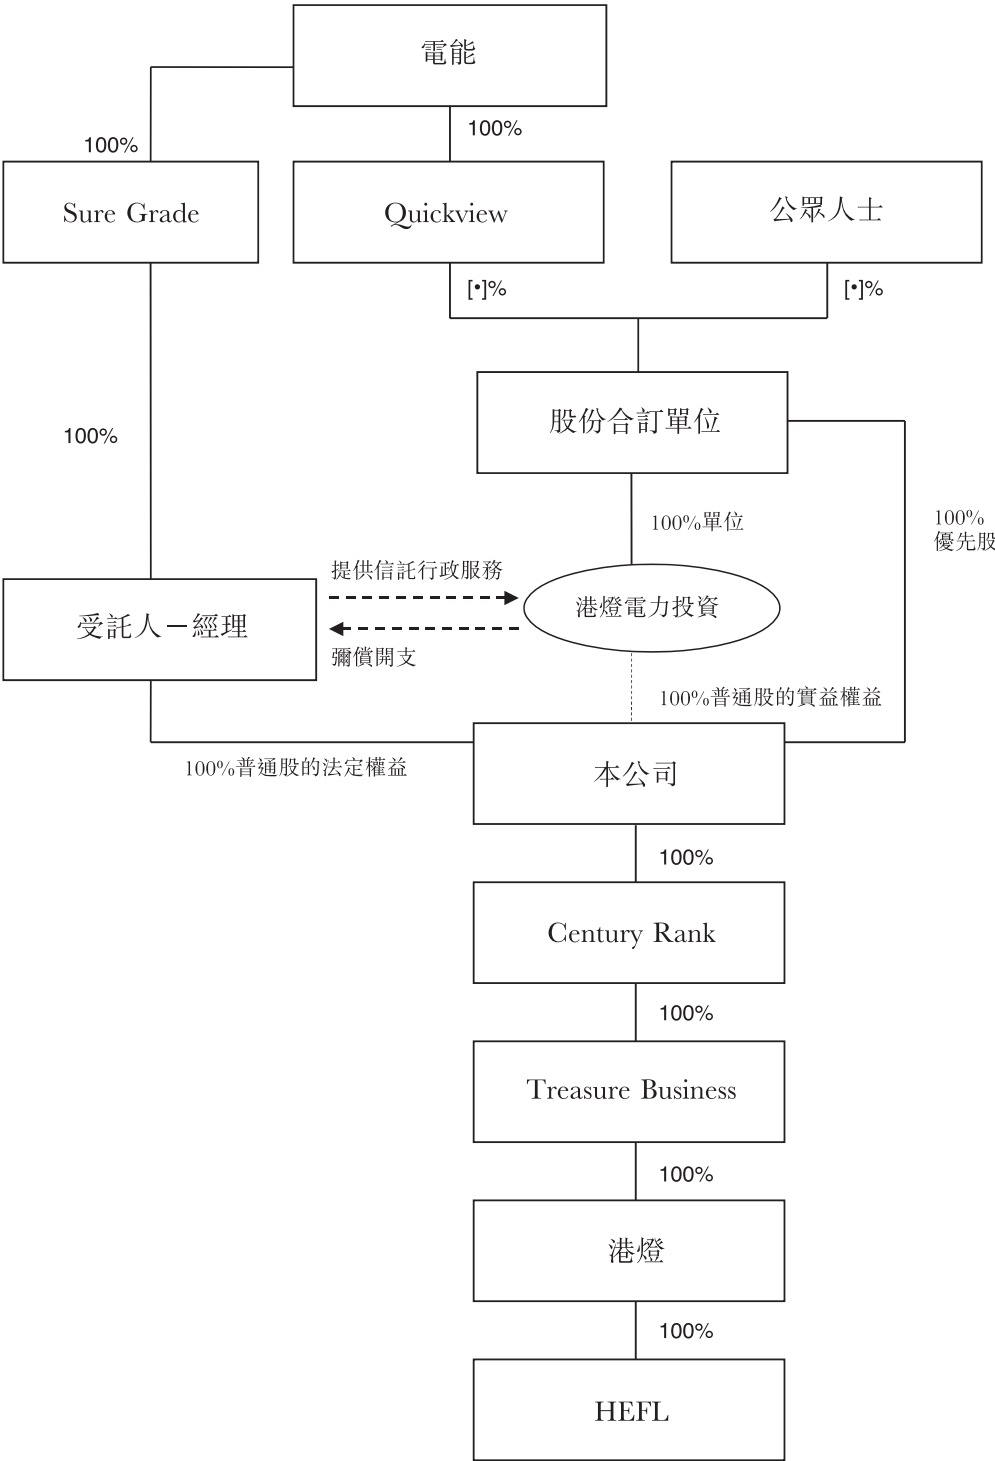 電能
100%
100%
Sure Grade
Quickview
公眾人士
[•]%
[•]%
股份合訂單位
100%
100%單位
100%
優先股
提供信託行政服務
受託人－經理
港燈電力投資
彌償開支
100%普通股的實益權益
100%普通股的法定權益
本公司
100%
Century Rank
100%
Treasure Business
100%
港燈
100%
HEFL